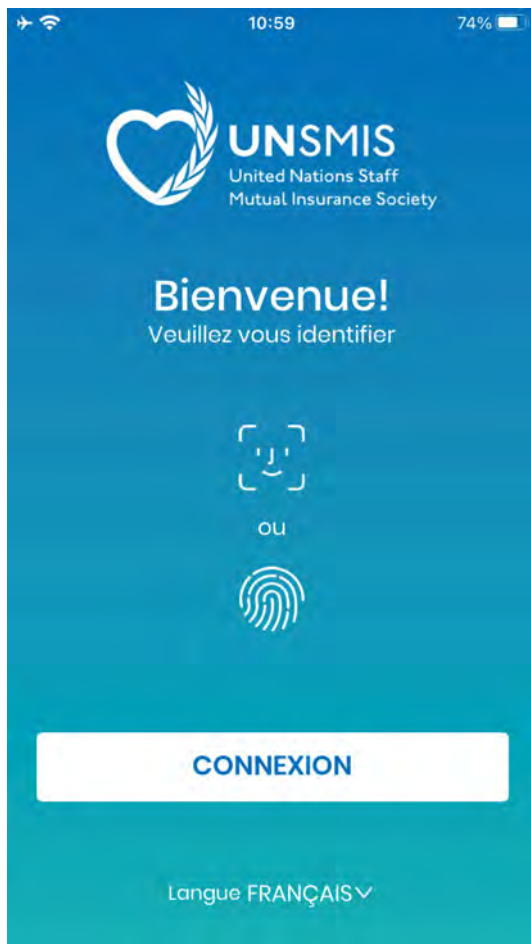 10:59
74%
UNSMIS
United Nations Staff
Mutual Insurance Society
Bienvenue!
Veuillez vous identifier
ou
CONNEXION
Langue FRANÇAIS